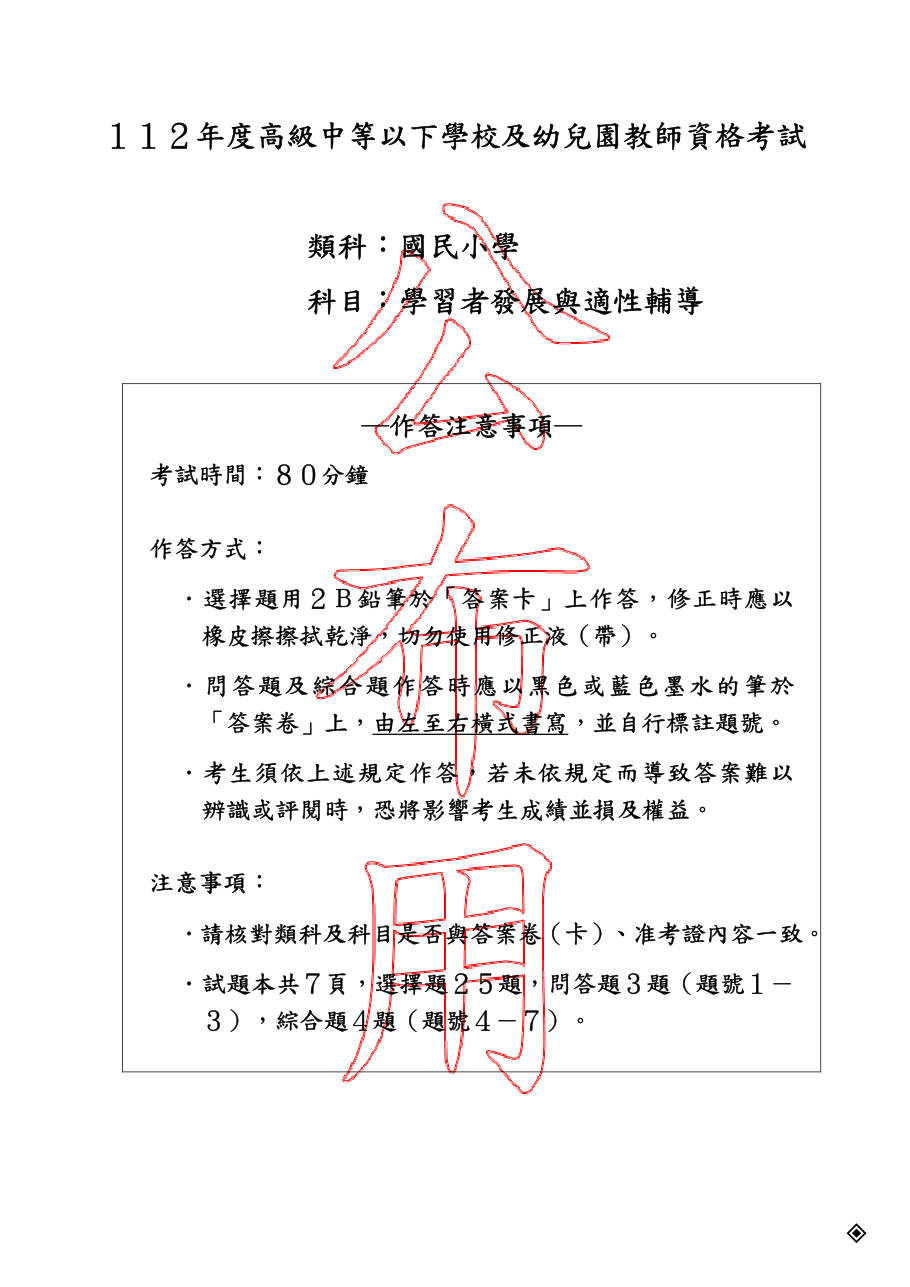 １１２年度高級中等以下學校及幼兒園教師資格考試
類科：國民小學
科目：學習者發展與適性輔導
—作答注意事項—
考試時間：８０分鐘
作答方式：
．選擇題用２Ｂ鉛筆於「答案卡」上作答，修正時應以
橡皮擦擦拭乾淨，切勿使用修正液（帶）。
．問答題及綜合題作答時應以黑色或藍色墨水的筆於
「答案卷」上，由左至右橫式書寫，並自行標註題號。
．考生須依上述規定作答，若未依規定而導致答案難以
辨識或評閱時，恐將影響考生成績並損及權益。
注意事項：
．請核對類科及科目是否與答案卷（卡）、准考證內容一致。
．試題本共７頁，選擇題２５題，問答題３題（題號１－
３），綜合題４題（題號４－７）。
公布用